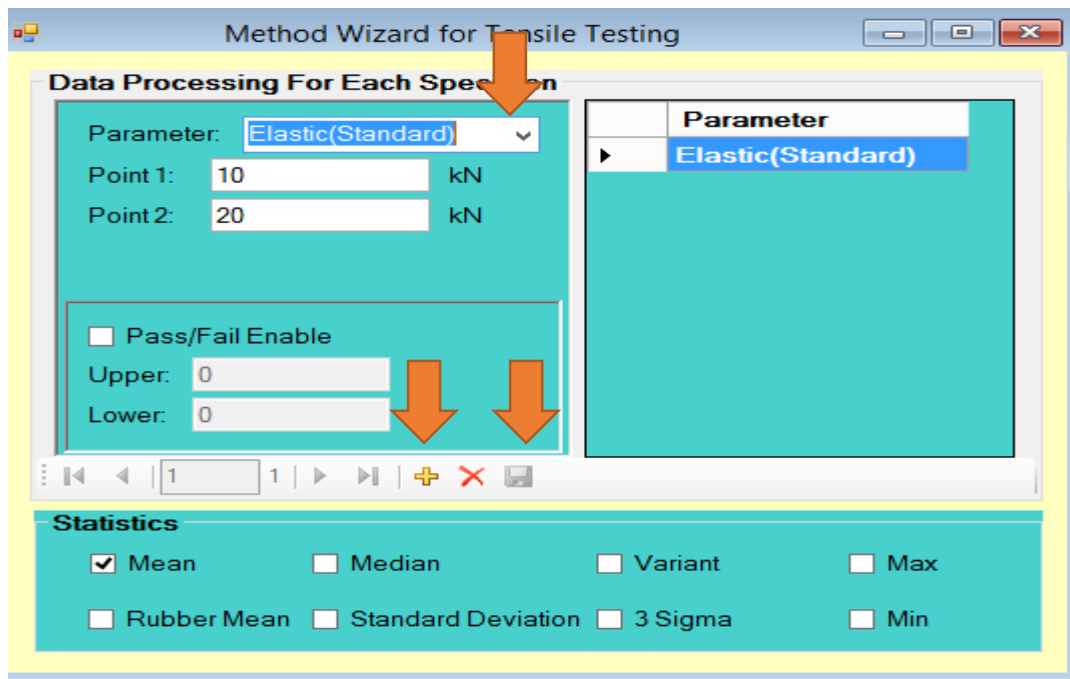 Method Wizard for Tensile Testing
Data Processing For Each Specimen
Parameter: Elastic(Standard)
Point 1: 10 kN
Point 2: 20 kN
Pass/Fail Enable
Upper: 0
Lower: 0
Parameter
Elastic(Standard)
1 1
Statistics
Mean Median Variant Max
Rubber Mean Standard Deviation 3 Sigma Min